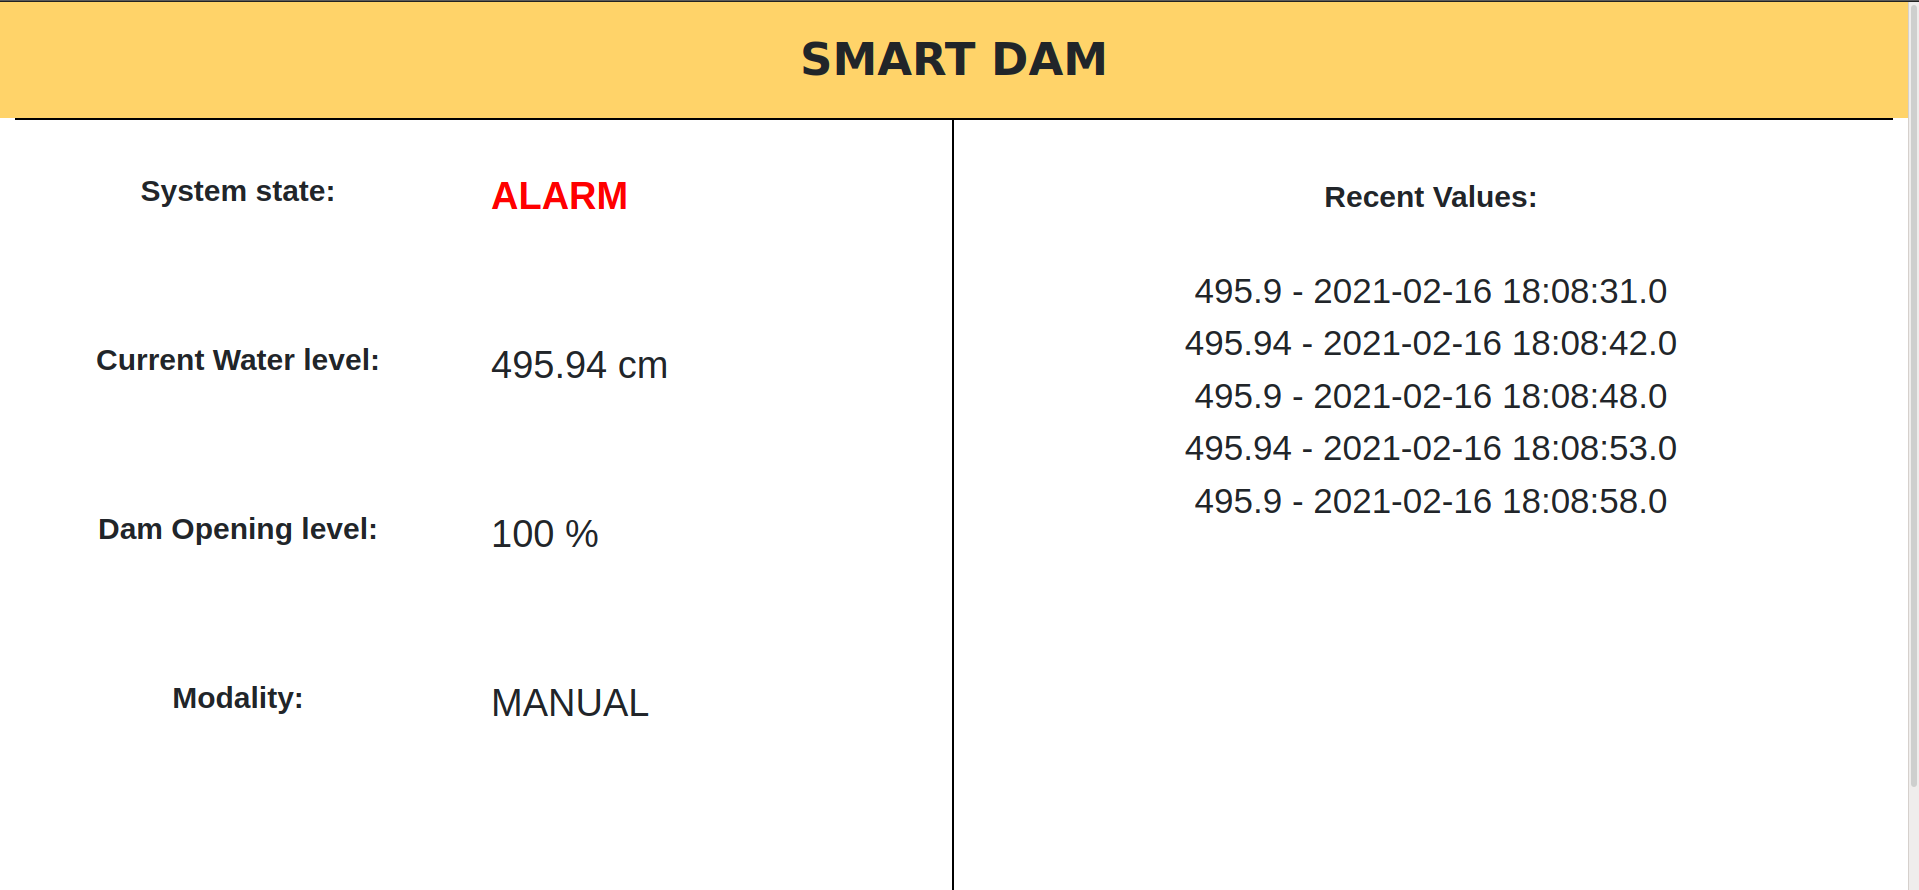 SMART DAM
System state: ALARM
Current Water level: 495.94 cm
Dam Opening level: 100 %
Modality: MANUAL
Recent Values:
495.9 - 2021-02-16 18:08:31.0
495.94 - 2021-02-16 18:08:42.0
495.9 - 2021-02-16 18:08:48.0
495.94 - 2021-02-16 18:08:53.0
495.9 - 2021-02-16 18:08:58.0